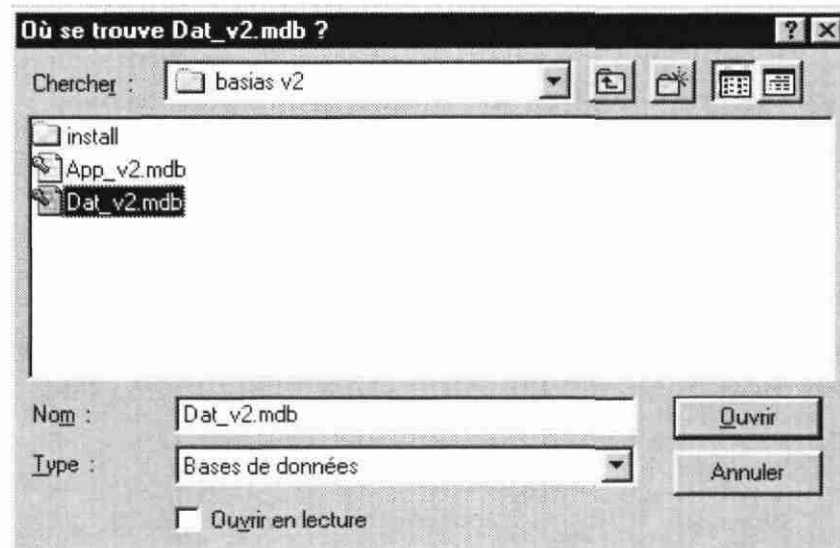 Où se trouve Dat_v2.mdb ?
Chercher : basias v2
install
App_v2.mdb
Dat_v2.mdb
Nom : Dat_v2.mdb Ouvrir
Type : Bases de données Annuler
Ouvrir en lecture